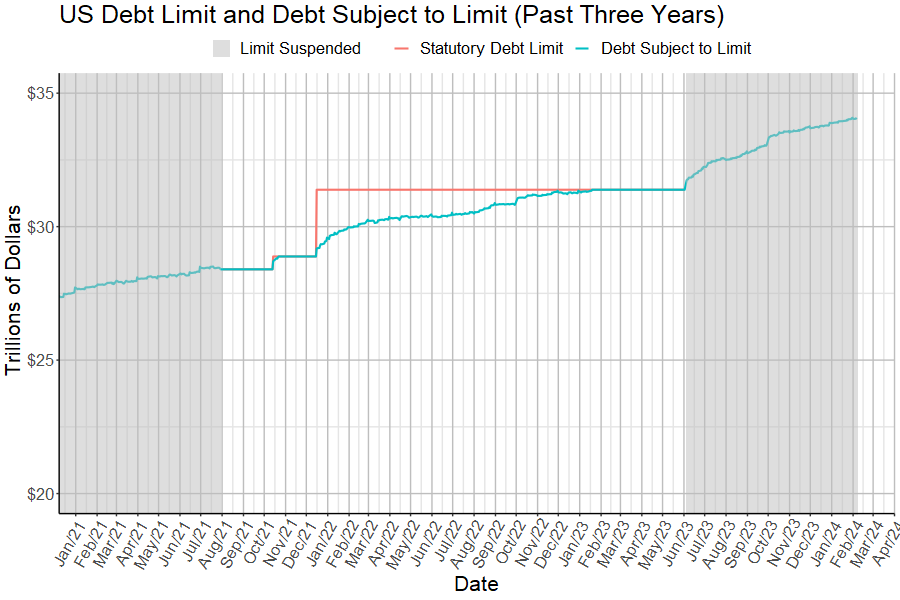 US Debt Limit and Debt Subject to Limit (Past Three Years)
Limit Suspended Statutory Debt Limit Debt Subject to Limit
$35
$30
$25
$20
Trillions of Dollars
Jan/21 Feb/21 Mar/21 Apr/21 May/21 Jun/21 Jul/21 Aug/21 Sep/21 Oct/21 Nov/21 Dec/21 Jan/22 Feb/22 Mar/22 Apr/22 May/22 Jun/22 Jul/22 Aug/22 Sep/22 Oct/22 Nov/22 Dec/22 Jan/23 Feb/23 Mar/23 Apr/23 May/23 Jun/23 Jul/23 Aug/23 Sep/23 Oct/23 Nov/23 Dec/23 Jan/24 Feb/24 Mar/24 Apr/24
Date